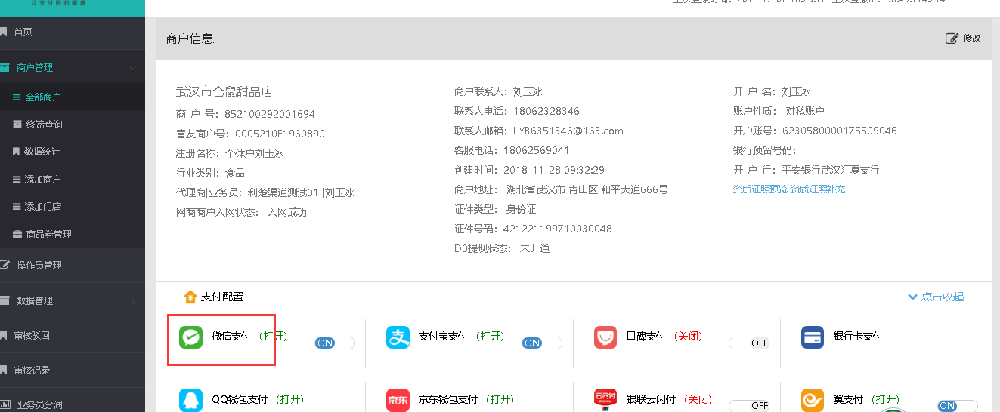 让支付回归简单
首页
商户管理
全部商户
终端查询
数据统计
添加商户
添加门店
商品券管理
操作员管理
数据管理
审核驳回
审核记录
业务员分润
商户信息
修改
武汉市仓鼠甜品店
商 户 号: 852100292001694
富友商户号: 0005210F1960890
注册名称: 个体户刘玉冰
行业类别: 食品
代理商|业务员: 利楚渠道测试01 |刘玉冰
网商商户入网状态: 入网成功
商户联系人: 刘玉冰
联系人电话: 18062328346
联系人邮箱: LYB6351346@163.com
客服电话: 18062569041
创建时间: 2018-11-28 09:32:29
商户地址: 湖北省武汉市 青山区 和平大道666号
证件类型: 身份证
证件号码: 421221199710030048
D0提现状态: 未开通
开 户 名: 刘玉冰
账户性质: 对私账户
开户账号: 6230580000175509046
银行预留号码:
开 户 行: 平安银行武汉江夏支行
资质证照预览 资质证照补充
支付配置
点击收起
微信支付 (打开) ON
支付宝支付 (打开) ON
口碑支付 (关闭) OFF
银行卡支付
QQ钱包支付 (打开)
京东 京东钱包支付 (打开)
云闪付 银联云闪付 (关闭) OFF
翼支付 (打开) ON